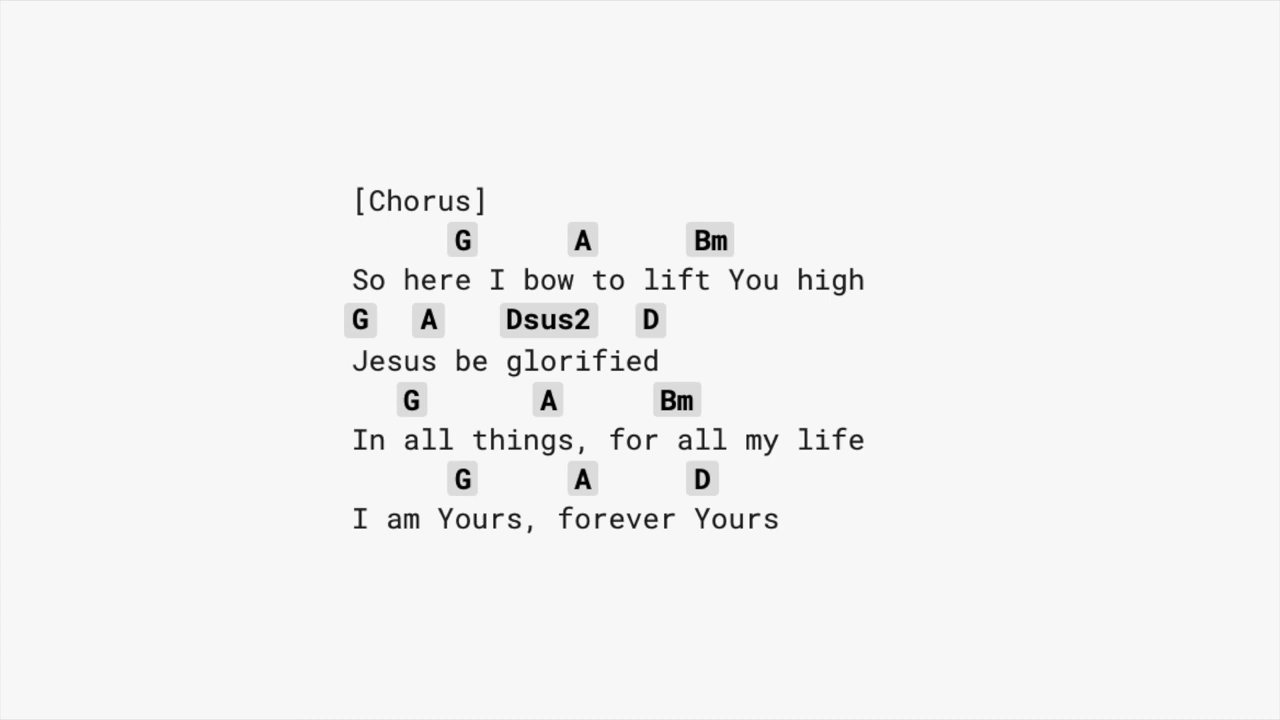 [Chorus]
G A Bm
So here I bow to lift You high
G A Dsus2 D
Jesus be glorified
G A Bm
In all things, for all my life
G A D
I am Yours, forever Yours